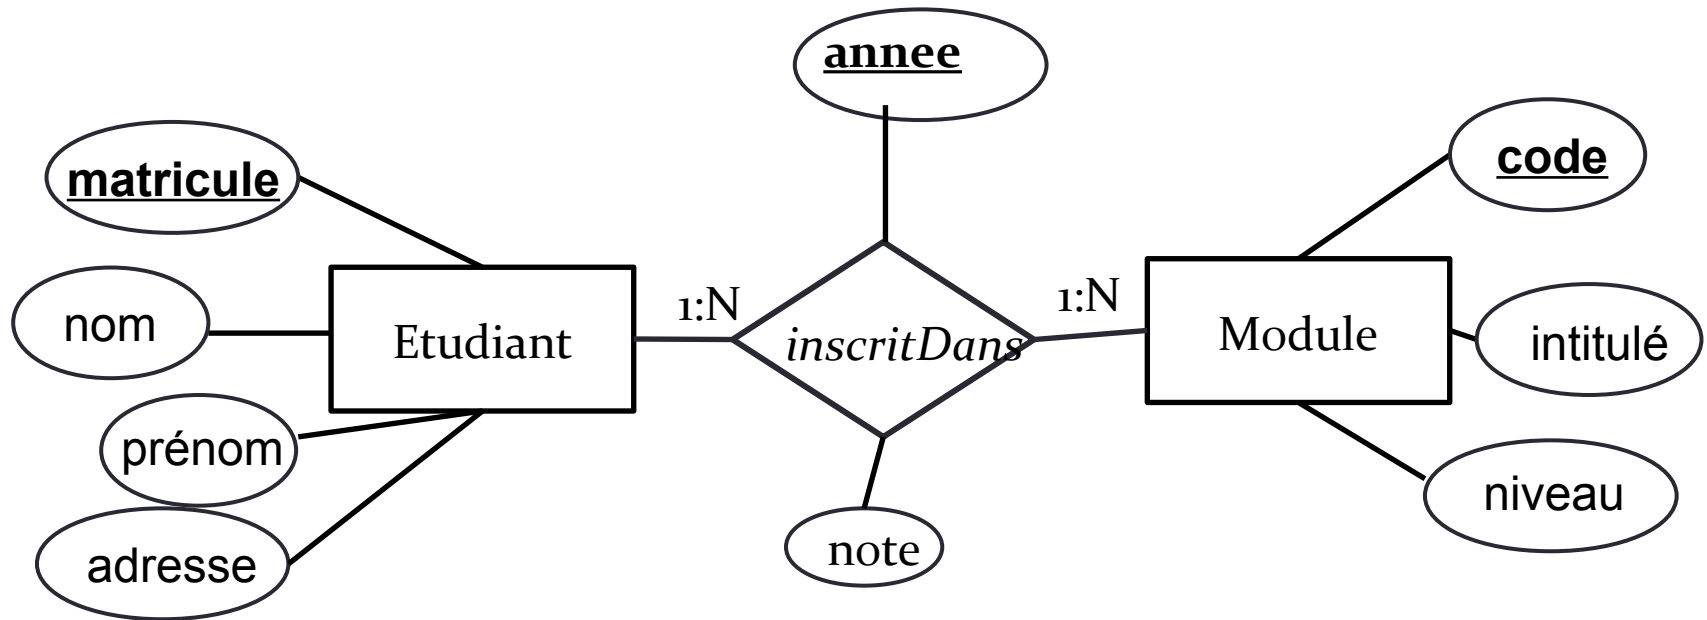 annee
matricule
code
nom
Etudiant
1:N
inscritDans
1:N
Module
intitulé
prénom
adresse
note
niveau